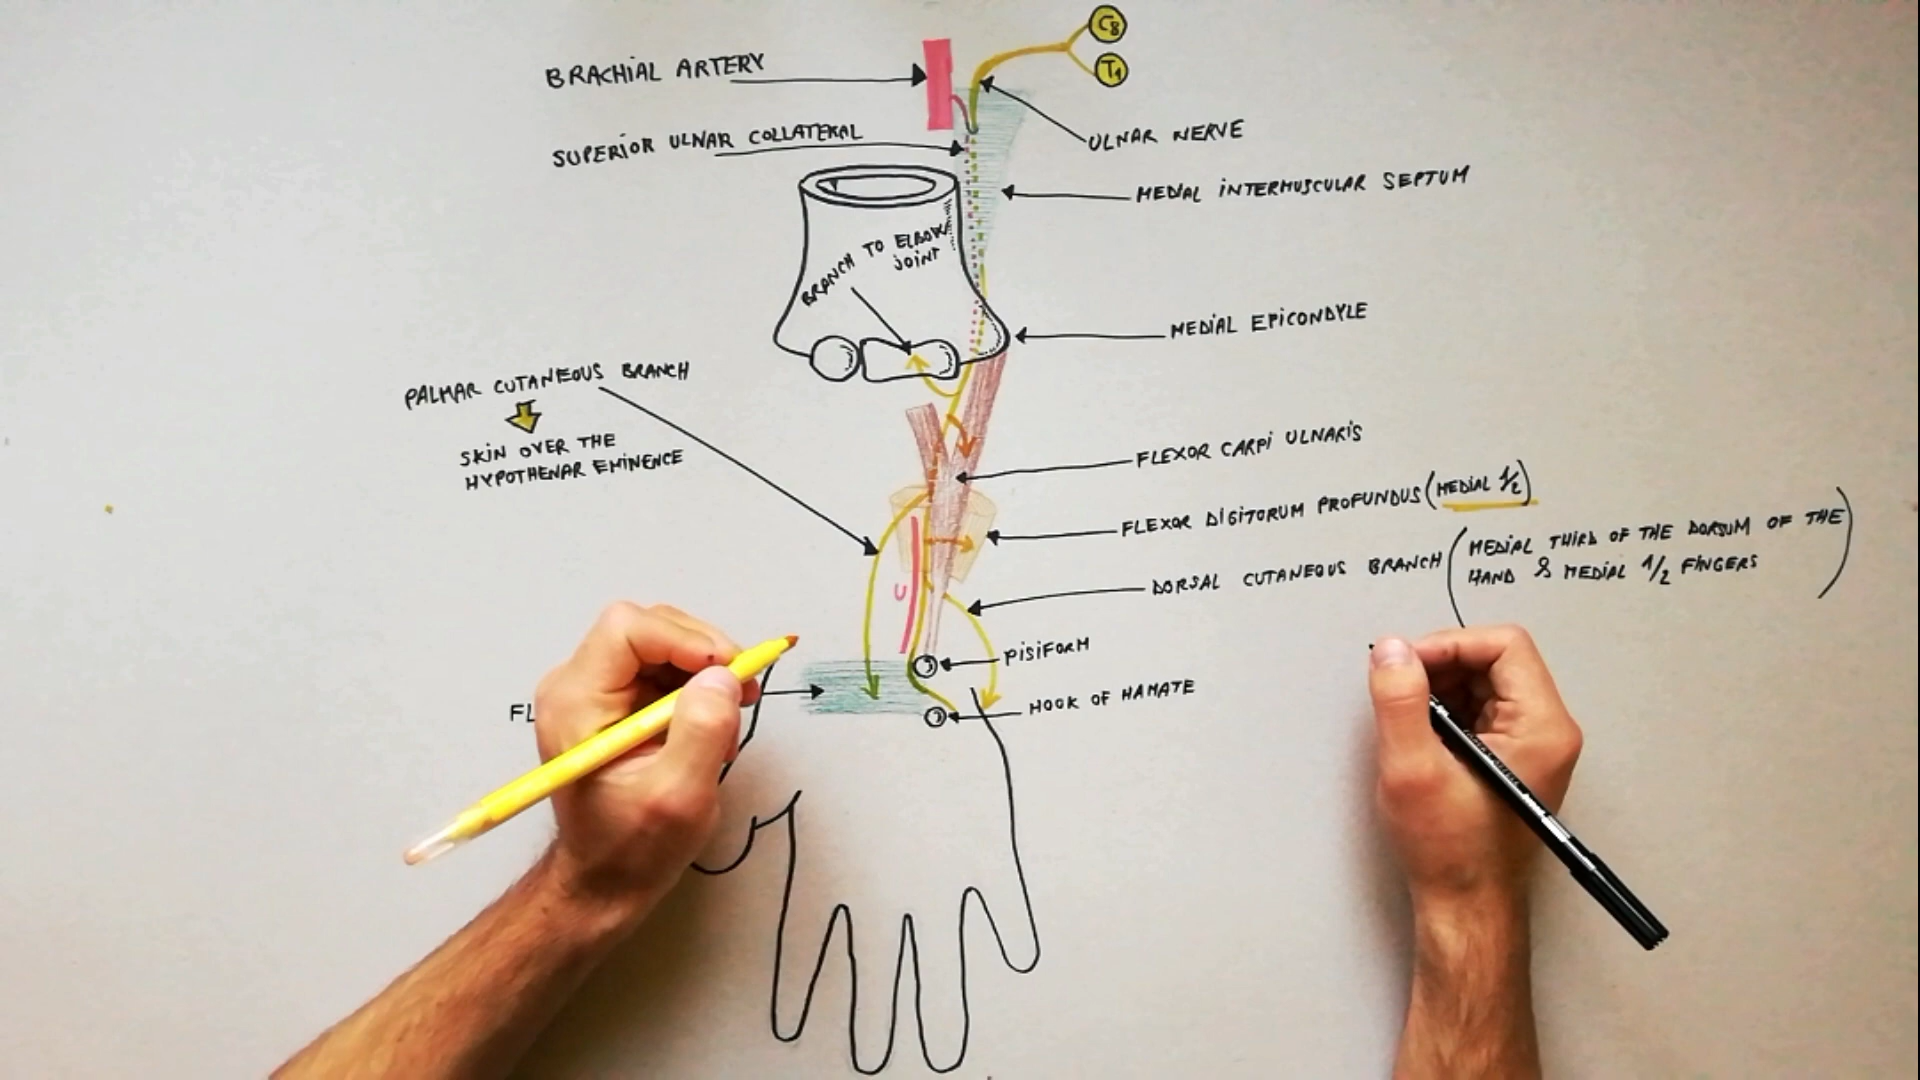 C8
T1
BRACHIAL ARTERY
SUPERIOR ULNAR COLLATERAL
ULNAR NERVE
MEDIAL INTERMUSCULAR SEPTUM
BRANCH TO ELBOW
JOINT
MEDIAL EPICONDYLE
PALMAR CUTANEOUS BRANCH
SKIN OVER THE
HYPOTHENAR EMINENCE
FLEXOR CARPI ULNARIS
FLEXOR DIGITORUM PROFUNDUS (MEDIAL 1/2)
DORSAL CUTANEOUS BRANCH (MEDIAL THIRD OF THE DORSUM OF THE
HAND & MEDIAL 1/2 FINGERS)
U
PISIFORM
HOOK OF HAMATE
FL